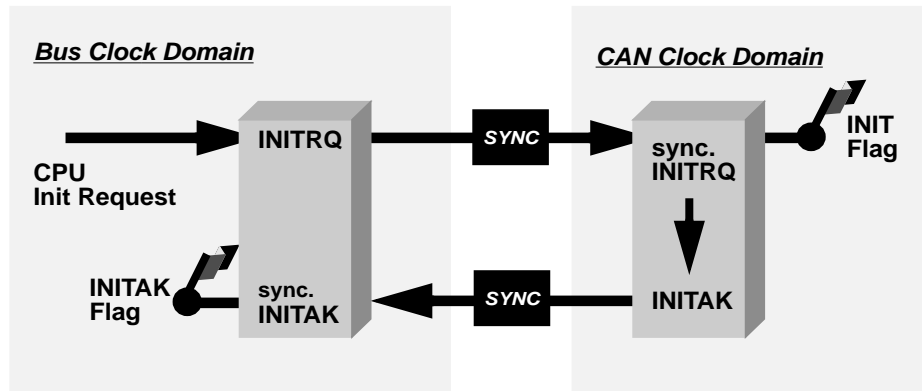 Bus Clock Domain
CAN Clock Domain
CPU
Init Request
INITRQ
SYNC
sync.
INITRQ
INIT
Flag
INITAK
Flag
sync.
INITAK
SYNC
INITAK